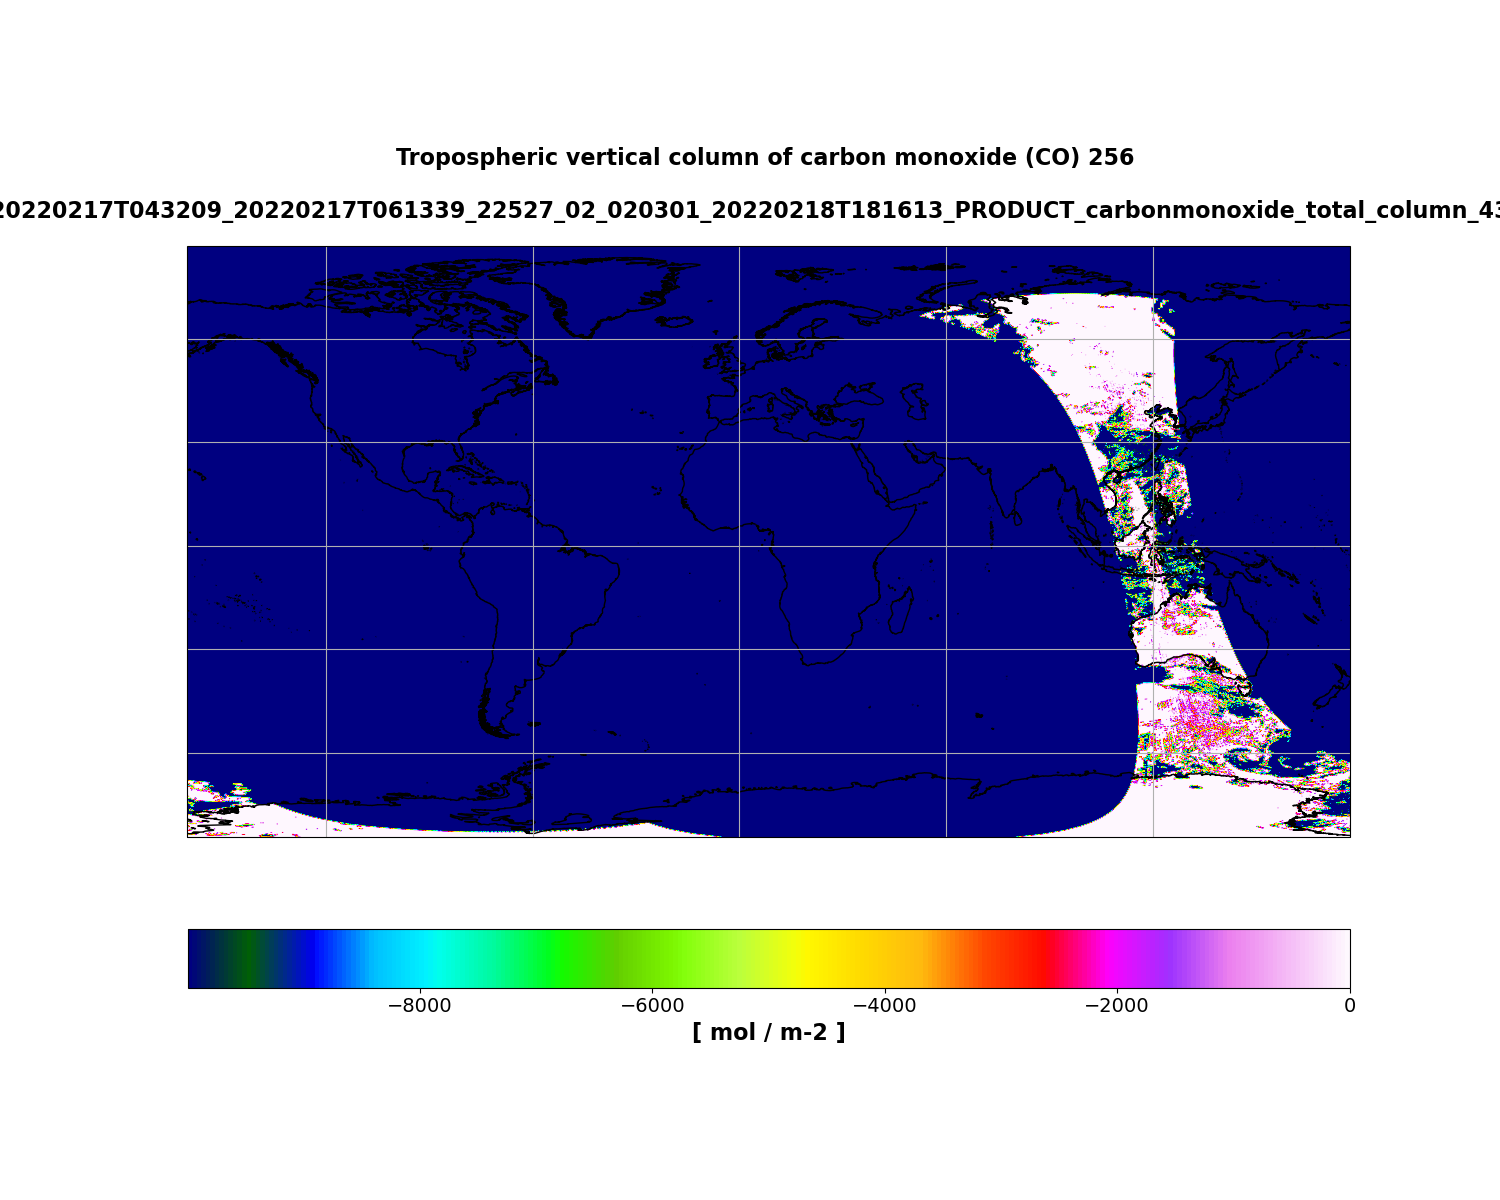 Tropospheric vertical column of carbon monoxide (CO) 256
20220217T043209_20220217T061339_22527_02_020301_20220218T181613_PRODUCT_carbonmonoxide_total_column_43
−8000 −6000 −4000 −2000 0
[ mol / m-2 ]